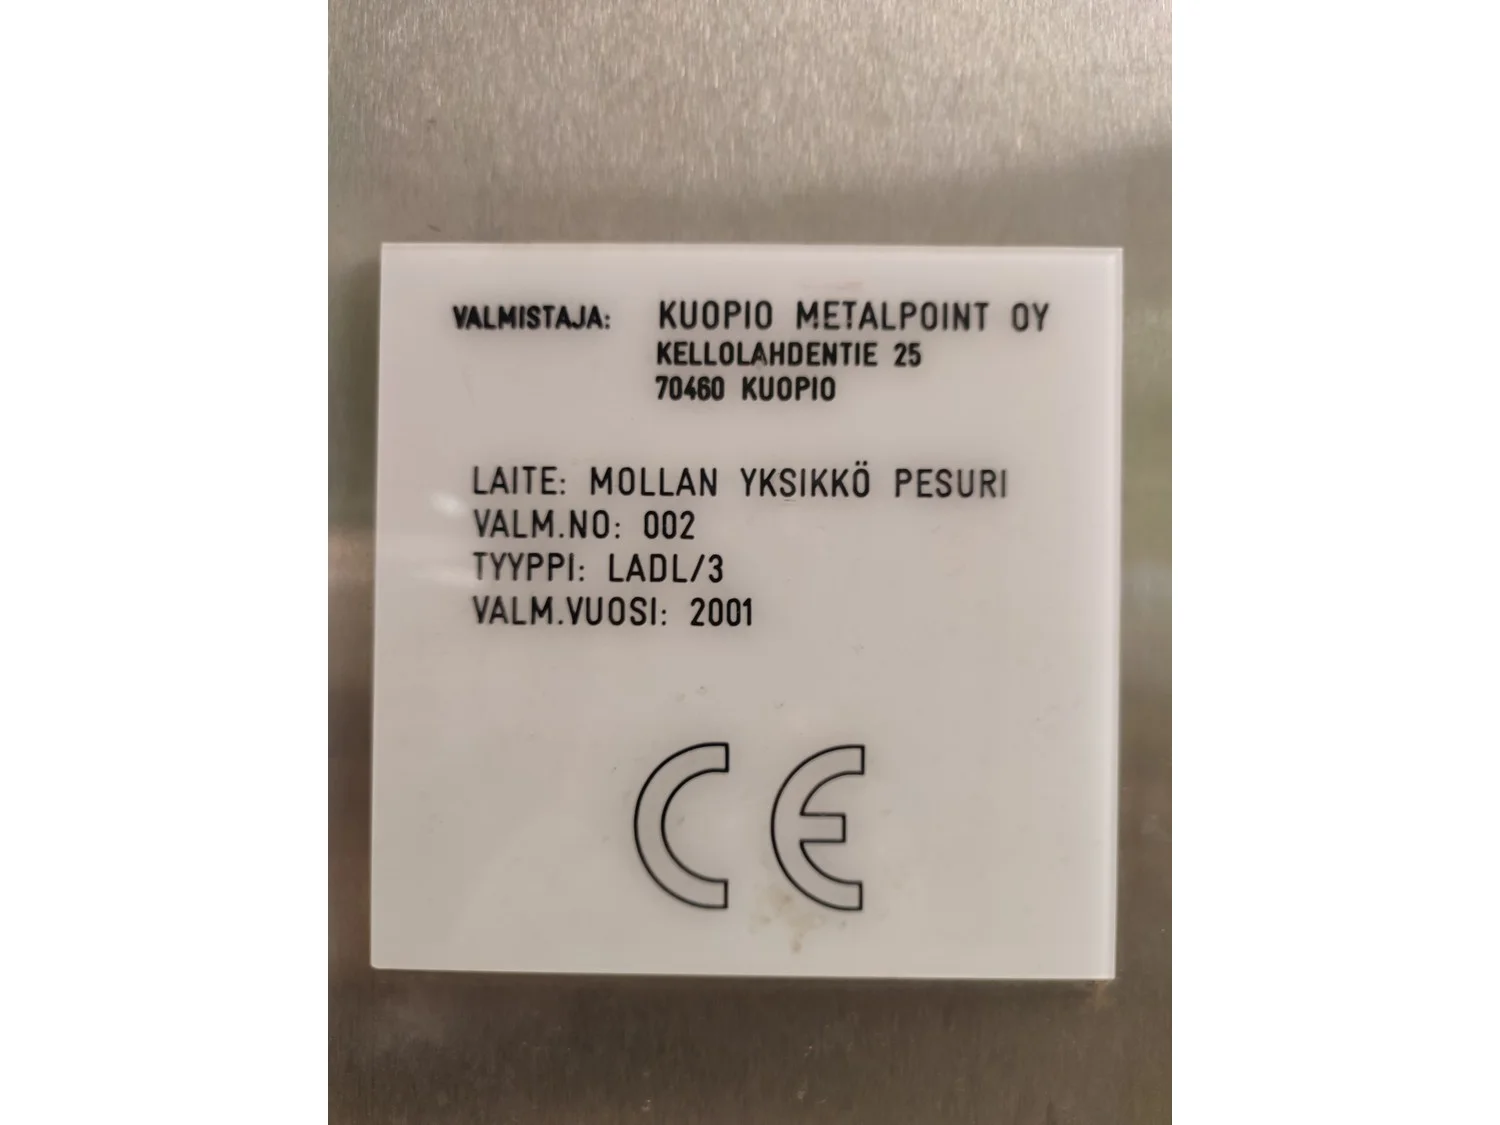 VALMISTAJA: KUOPIO METALPOINT OY
KELLOLAHDENTIE 25
70460 KUOPIO
LAITE: MOLLAN YKSIKKÖ PESURI
VALM.NO: 002
TYYPPI: LADL/3
VALM.VUOSI: 2001
CE